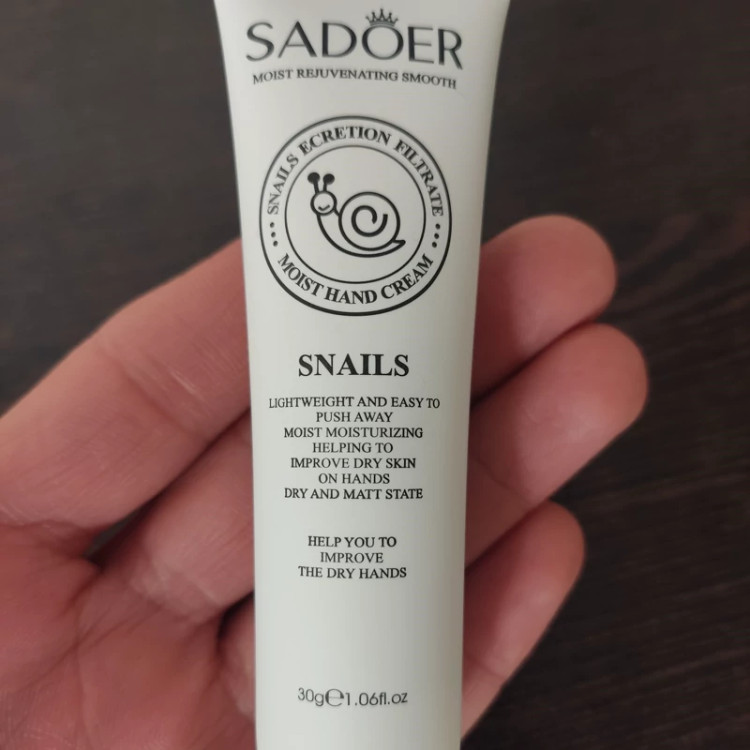 SADOER
MOIST REJUVENATING SMOOTH
SNAILS ECRETION FILTRATE
MOIST HAND CREAM
SNAILS
LIGHTWEIGHT AND EASY TO
PUSH AWAY
MOIST MOISTURIZING
HELPING TO
IMPROVE DRY SKIN
ON HANDS
DRY AND MATT STATE
HELP YOU TO
IMPROVE
THE DRY HANDS
30g℮1.06fl.oz